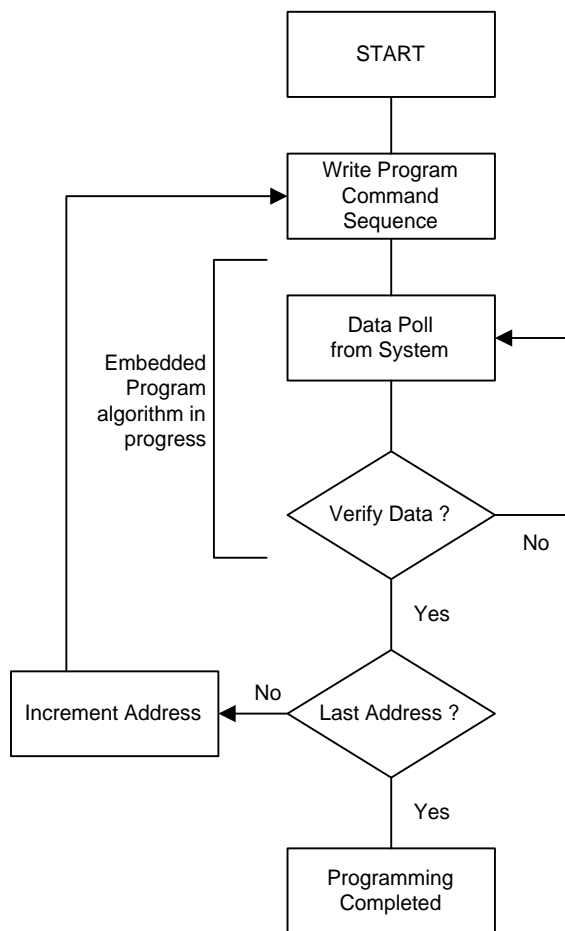 START
Write Program
Command
Sequence
Data Poll
from System
Embedded
Program
algorithm in
progress
Verify Data ?
No
Yes
Increment Address
No
Last Address ?
Yes
Programming
Completed